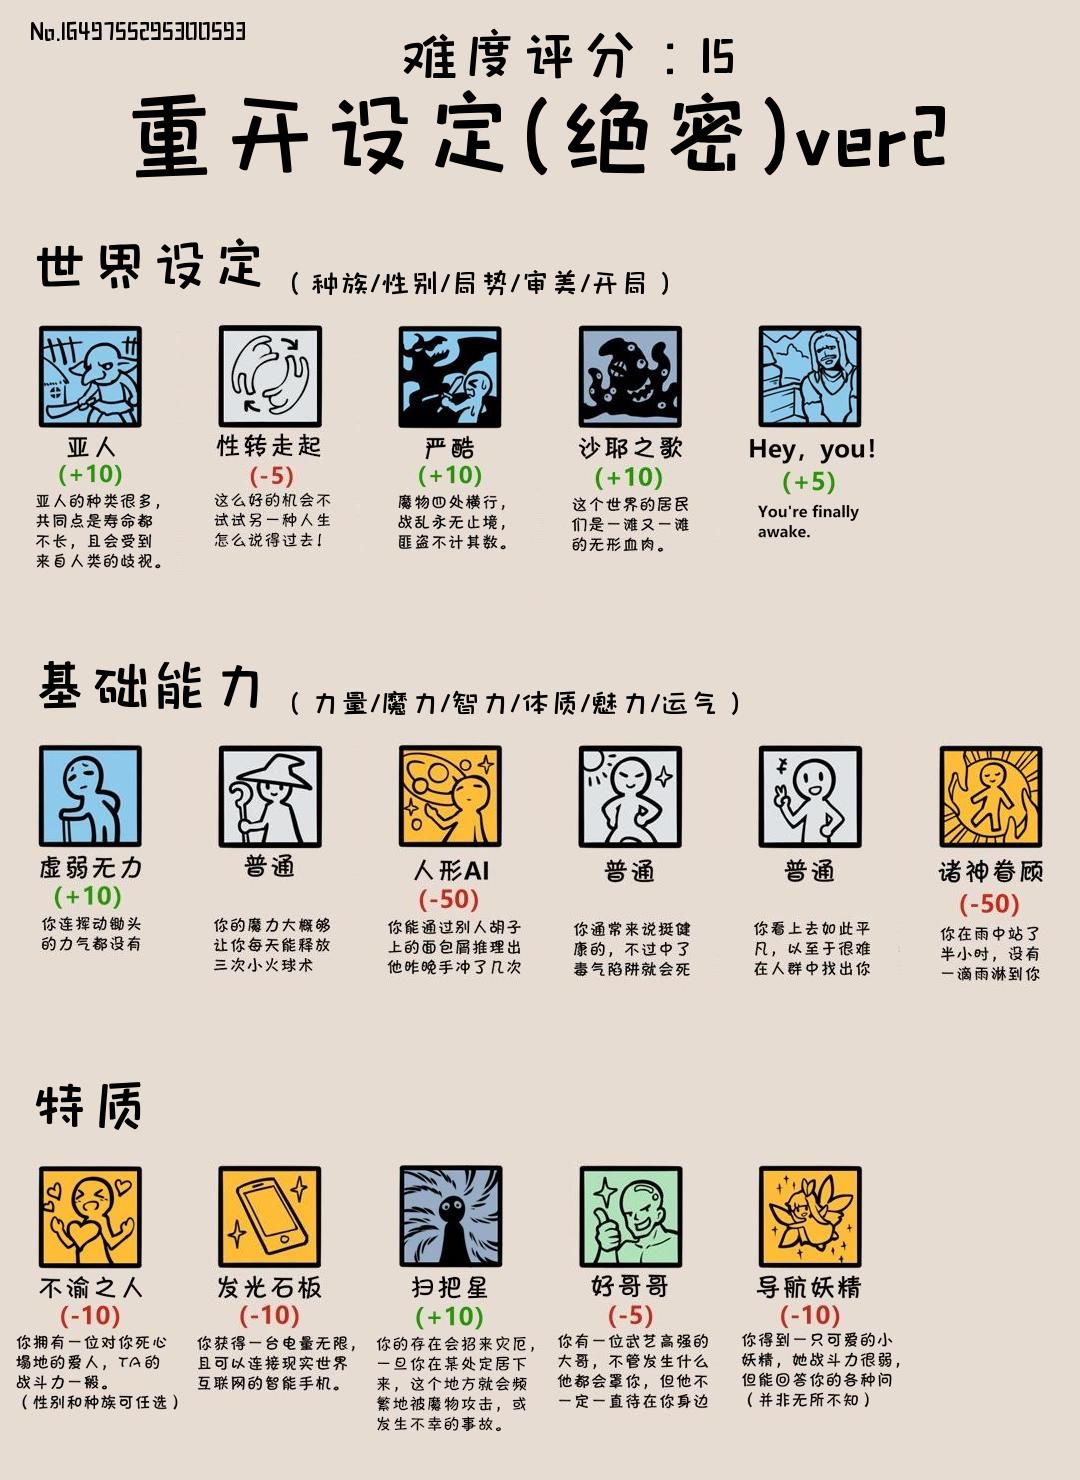 No.1649755295300593
难度评分：15
重开设定(绝密)ver2
世界设定
（种族/性别/局势/审美/开局）
亚人
(+10)
亚人的种类很多，
共同点是寿命都
不长，且会受到
来自人类的歧视。
性转走起
(-5)
这么好的机会不
试试另一种人生
怎么说得过去！
严酷
(+10)
魔物四处横行，
战乱永无止境，
匪盗不计其数。
沙耶之歌
(+10)
这个世界的居民
们是一滩又一滩
的无形血肉。
Hey, you!
(+5)
You're finally
awake.
基础能力
（力量/魔力/智力/体质/魅力/运气）
虚弱无力
(+10)
你连挥动锄头
的力气都没有
普通
你的魔力大概够
让你每天能释放
三次小火球术
人形AI
(-50)
你能通过别人胡子
上的面包屑推理出
他昨晚手冲了几次
普通
你通常来说挺健
康的，不过中了
毒气陷阱就会死
普通
你看上去如此平
凡，以至于很难
在人群中找出你
诸神眷顾
(-50)
你在雨中站了
半小时，没有
一滴雨淋到你
特质
不渝之人
(-10)
你拥有一位对你死心
塌地的爱人，TA的
战斗力一般。
（性别和种族可任选）
发光石板
(-10)
你获得一台电量无限，
且可以连接现实世界
互联网的智能手机。
扫把星
(+10)
你的存在会招来灾厄，
一旦你在某处定居下
来，这个地方就会频
繁地被魔物攻击，或
发生不幸的事故。
好哥哥
(-5)
你有一位武艺高强的
大哥，不管发生什么
他都会罩你，但他不
一定一直待在你身边
导航妖精
(-10)
你得到一只可爱的小
妖精，她战斗力很弱，
但能回答你的各种问
（并非无所不知）